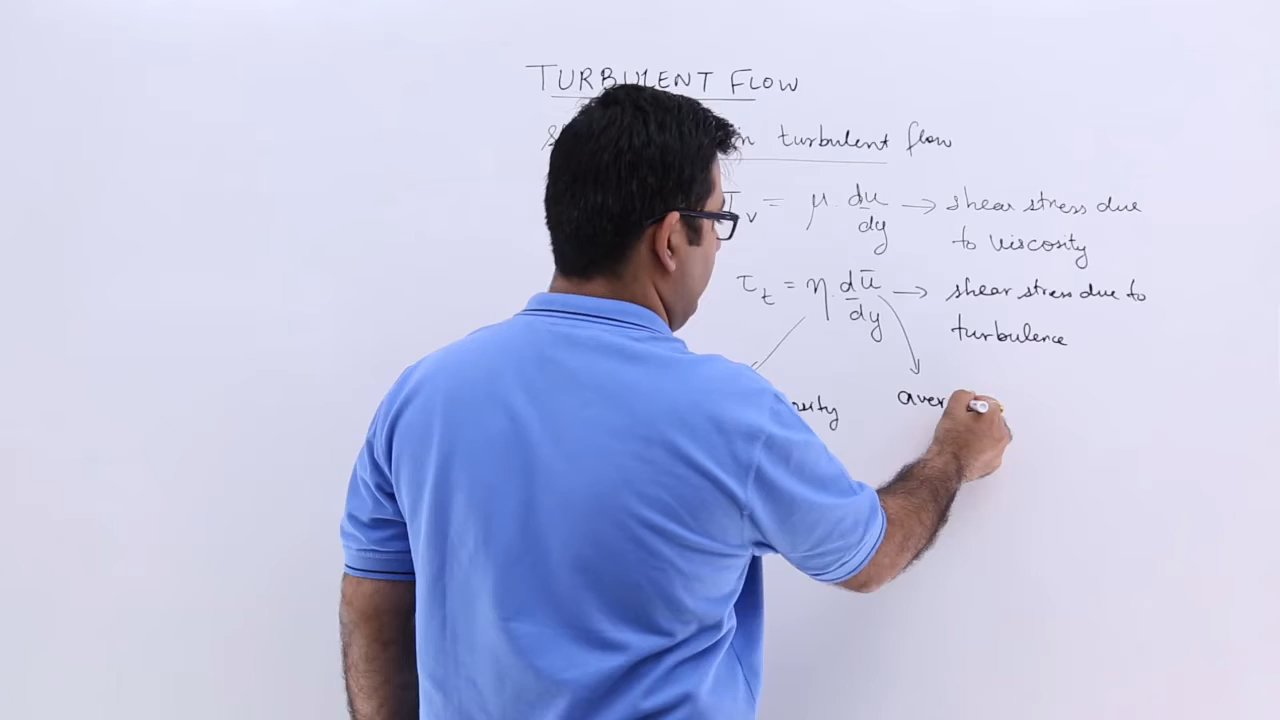 TURBULENT FLOW
in turbulent flow
τᵥ = μ. du/dy → shear stress due
to viscosity
τₜ = η. dū/dy → shear stress due to
turbulence